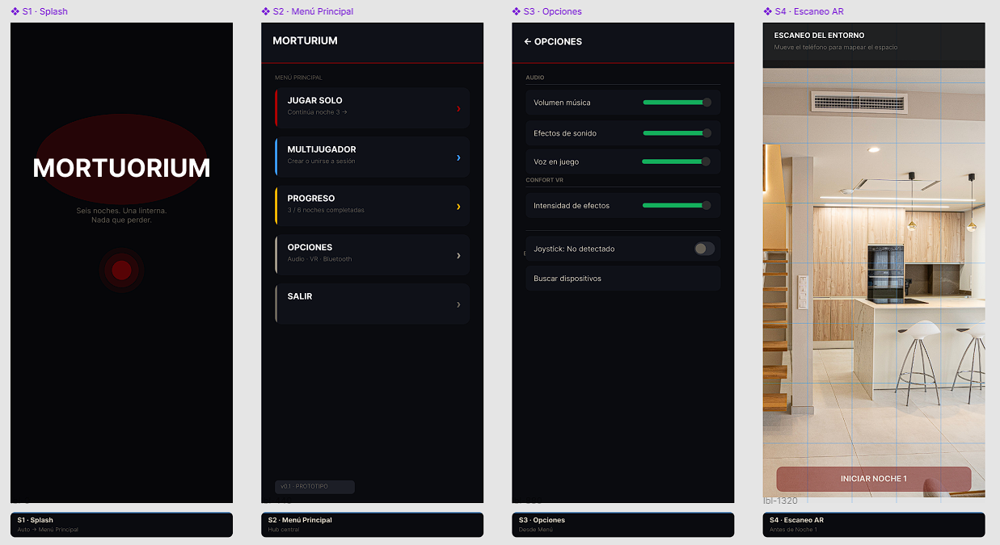 S1 · Splash
MORTUORIUM
Seis noches. Una linterna.
Nada que perder.
S1 · Splash
Auto → Menú Principal
S2 · Menú Principal
MORTURIUM
MENÚ PRINCIPAL
JUGAR SOLO
Continúa noche 3 →
MULTIJUGADOR
Crear o unirse a sesión
PROGRESO
3 / 6 noches completadas
OPCIONES
Audio · VR · Bluetooth
SALIR
v0.1 · PROTOTIPO
S2 · Menú Principal
Hub central
S3 · Opciones
← OPCIONES
AUDIO
Volumen música
Efectos de sonido
Voz en juego
CONFORT VR
Intensidad de efectos
Joystick: No detectado
Buscar dispositivos
S3 · Opciones
Desde Menú
S4 · Escaneo AR
ESCANEO DEL ENTORNO
Mueve el teléfono para mapear el espacio
INICIAR NOCHE 1
lbl-1320
S4 · Escaneo AR
Antes de Noche 1